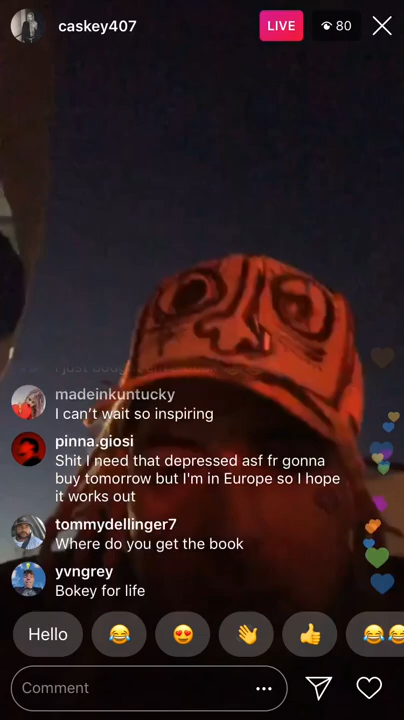 caskey407
LIVE
80
madeinkuntucky
I can't wait so inspiring
pinna.giosi
Shit I need that depressed asf fr gonna
buy tomorrow but I'm in Europe so I hope
it works out
tommydellinger7
Where do you get the book
yvngrey
Bokey for life
Hello
Comment